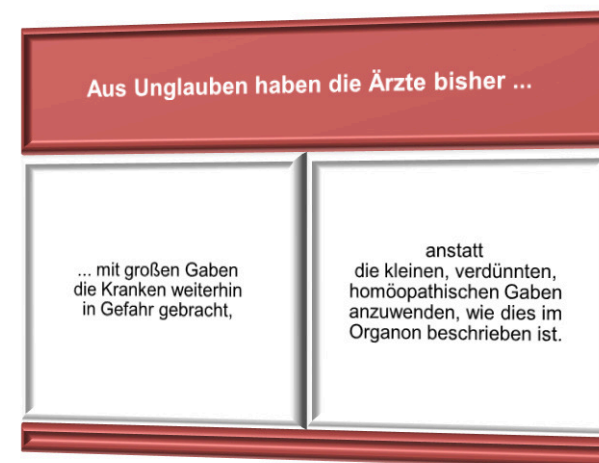 Aus Unglauben haben die Ärzte bisher ...
... mit großen Gaben
die Kranken weiterhin
in Gefahr gebracht,
anstatt
die kleinen, verdünnten,
homöopathischen Gaben
anzuwenden, wie dies im
Organon beschrieben ist.